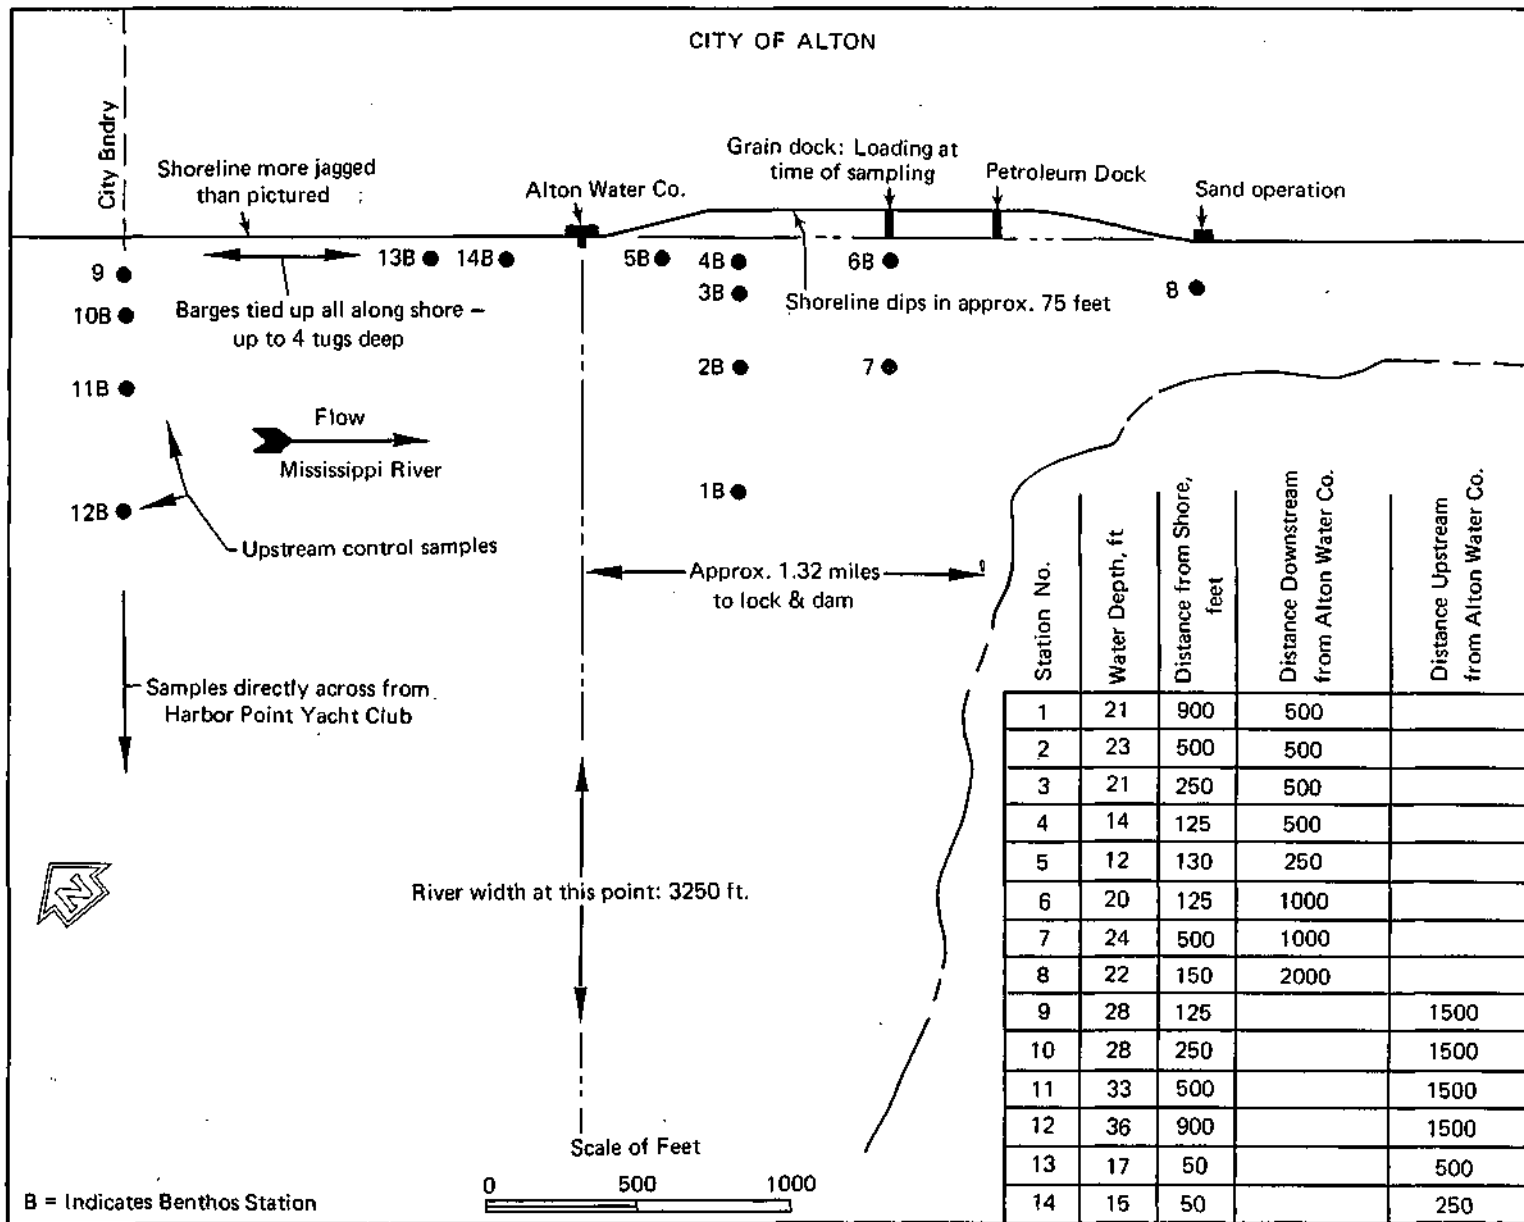 CITY OF ALTON
City Bndry
Shoreline more jagged
than pictured
Alton Water Co.
Grain dock: Loading at
time of sampling
Petroleum Dock
Sand operation
9
10B
11B
12B
13B
14B
5B
4B
3B
2B
1B
6B
7
8
Barges tied up all along shore –
up to 4 tugs deep
Shoreline dips in approx. 75 feet
Flow
Mississippi River
Upstream control samples
Approx. 1.32 miles
to lock & dam
Samples directly across from
Harbor Point Yacht Club
N
River width at this point: 3250 ft.
Scale of Feet
0 500 1000
B = Indicates Benthos Station
Station No.
Water Depth, ft
Distance from Shore,
feet
Distance Downstream
from Alton Water Co.
Distance Upstream
from Alton Water Co.
1 21 900 500
2 23 500 500
3 21 250 500
4 14 125 500
5 12 130 250
6 20 125 1000
7 24 500 1000
8 22 150 2000
9 28 125 1500
10 28 250 1500
11 33 500 1500
12 36 900 1500
13 17 50 500
14 15 50 250